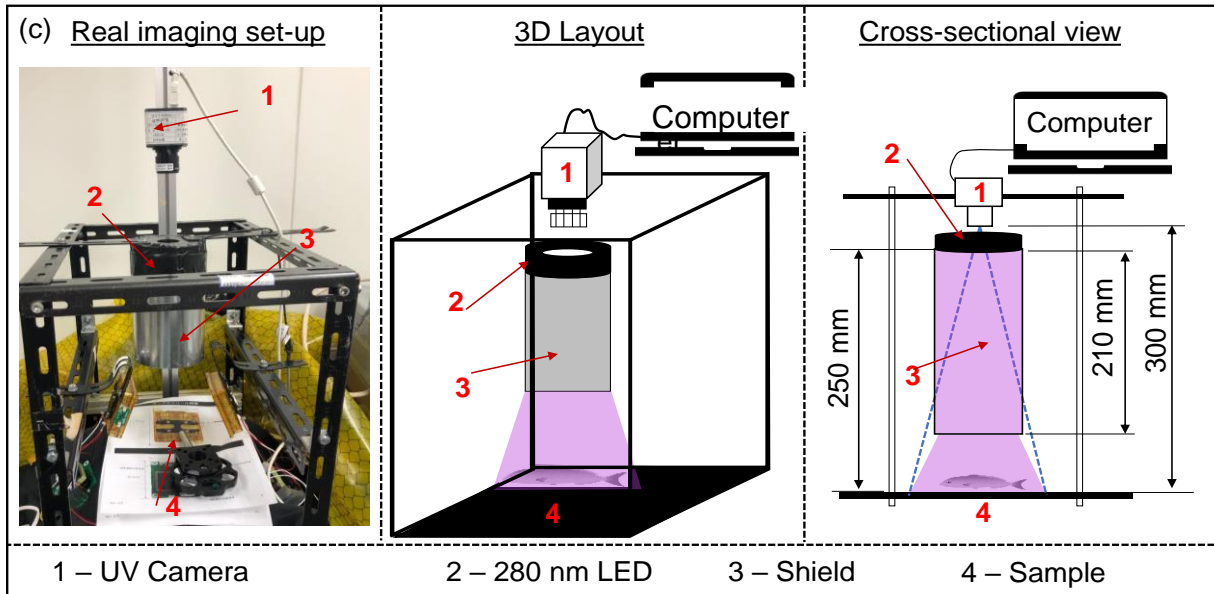 (c) Real imaging set-up
3D Layout
Cross-sectional view
1
2
3
4
Computer
er
1
2
3
4
Computer
1
2
3
4
250 mm
210 mm
300 mm
1 – UV Camera
2 – 280 nm LED
3 – Shield
4 – Sample